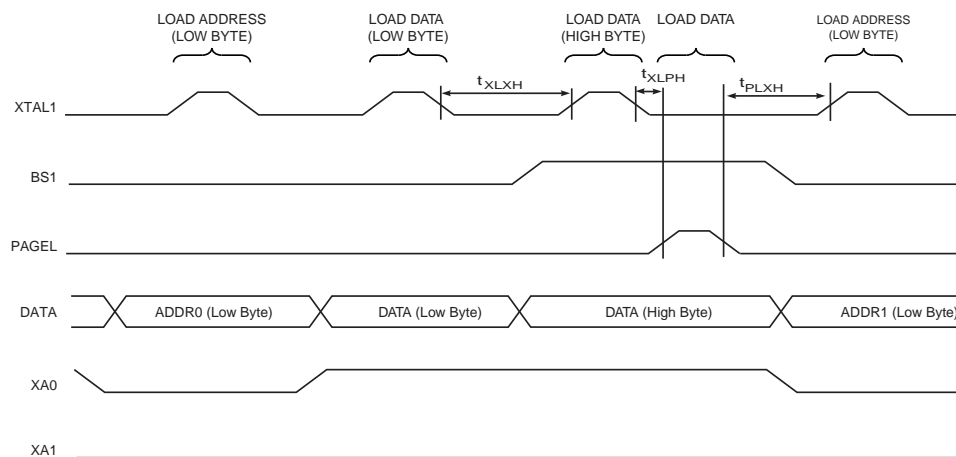 LOAD ADDRESS
(LOW BYTE)
LOAD DATA
(LOW BYTE)
LOAD DATA
(HIGH BYTE)
LOAD DATA
LOAD ADDRESS
(LOW BYTE)
tXLXH
tXLPH
tPLXH
XTAL1
BS1
PAGEL
DATA
ADDR0 (Low Byte)
DATA (Low Byte)
DATA (High Byte)
ADDR1 (Low Byte)
XA0
XA1